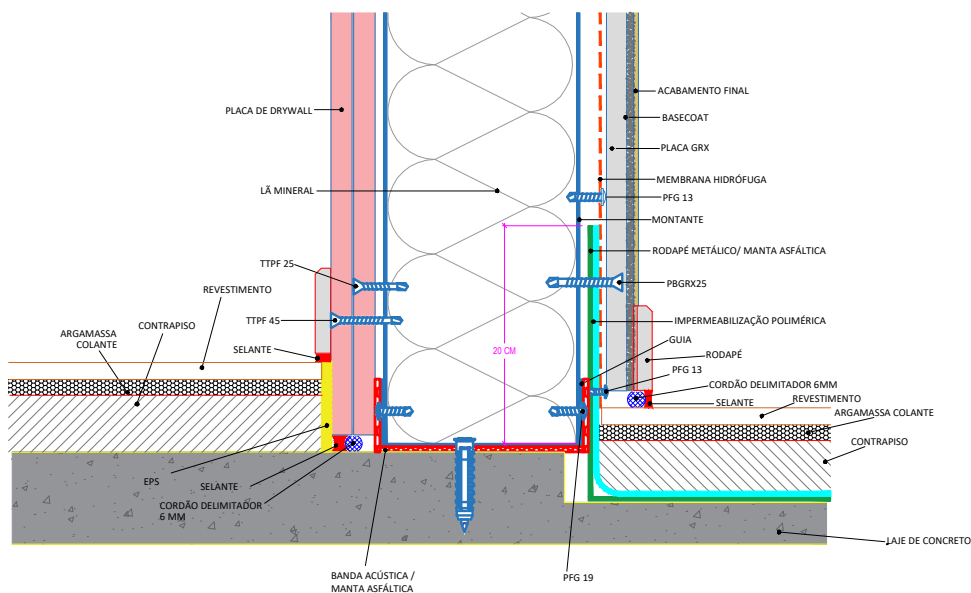 PLACA DE DRYWALL
LÃ MINERAL
TTPF 25
REVESTIMENTO
CONTRAPISO
ARGAMASSA
COLANTE
TTPF 45
SELANTE
EPS
SELANTE
CORDÃO DELIMITADOR
6 MM
BANDA ACÚSTICA /
MANTA ASFÁLTICA
20 CM
ACABAMENTO FINAL
BASECOAT
PLACA GRX
MEMBRANA HIDRÓFUGA
PFG 13
MONTANTE
RODAPÉ METÁLICO/ MANTA ASFÁLTICA
PBGRX25
IMPERMEABILIZAÇÃO POLIMÉRICA
GUIA
RODAPÉ
PFG 13
CORDÃO DELIMITADOR 6MM
SELANTE
REVESTIMENTO
ARGAMASSA COLANTE
CONTRAPISO
LAJE DE CONCRETO
PFG 19